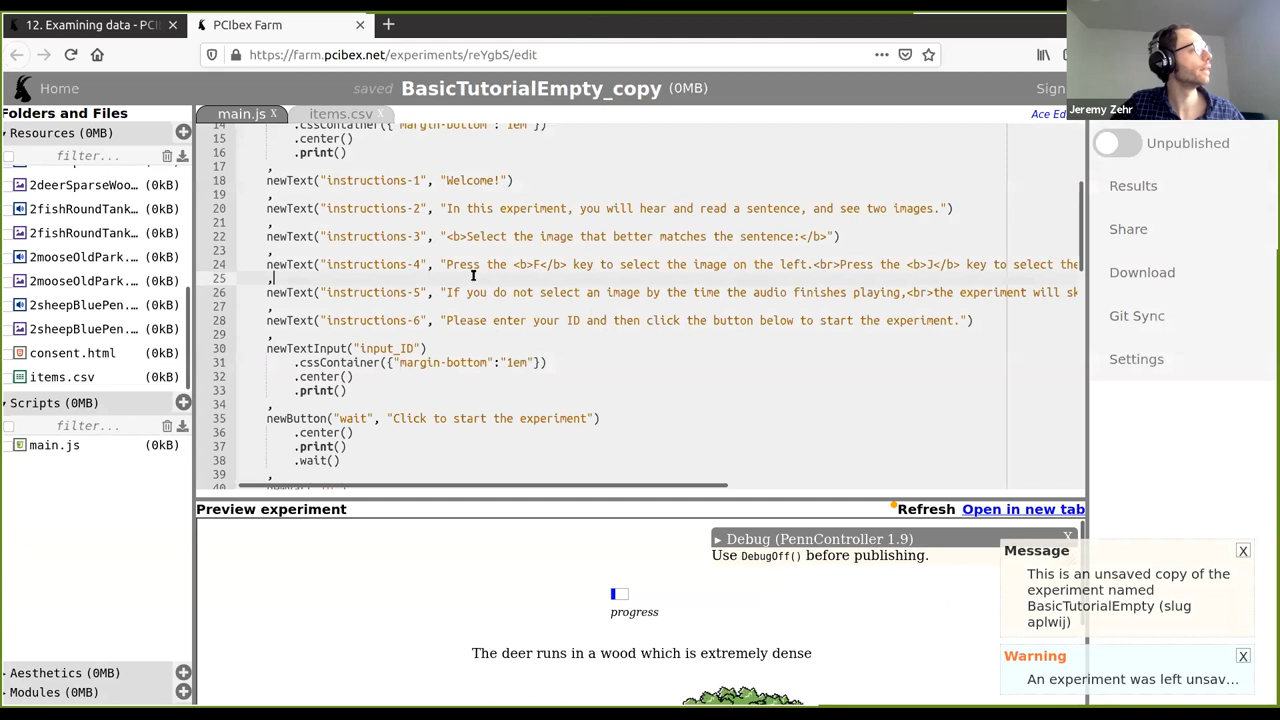 12. Examining data - PCI
PCIbex Farm
https://farm.pcibex.net/experiments/reYgbS/edit
Jeremy Zehr
Home
saved BasicTutorialEmpty_copy (0MB)
Sign
Folders and Files
main.js X
items.csv X
Ace Ed
Resources (0MB)
filter...
2deerSparseWoo... (0kB)
2fishRoundTank... (0kB)
2fishRoundTank... (0kB)
2mooseOldPark... (0kB)
2mooseOldPark... (0kB)
2sheepBluePen... (0kB)
2sheepBluePen... (0kB)
consent.html (0kB)
items.csv (0kB)
Scripts (0MB)
filter...
main.js (0kB)
Aesthetics (0MB)
Modules (0MB)
14 .cssContainer({"margin-bottom":"1em"})
15 .center()
16 .print()
17 ,
18 newText("instructions-1", "Welcome!")
19 ,
20 newText("instructions-2", "In this experiment, you will hear and read a sentence, and see two images.")
21 ,
22 newText("instructions-3", "<b>Select the image that better matches the sentence:</b>")
23 ,
24 newText("instructions-4", "Press the <b>F</b> key to select the image on the left.<br>Press the <b>J</b> key to select the
25 ,
26 newText("instructions-5", "If you do not select an image by the time the audio finishes playing,<br>the experiment will sk
27 ,
28 newText("instructions-6", "Please enter your ID and then click the button below to start the experiment.")
29 ,
30 newTextInput("input_ID")
31 .cssContainer({"margin-bottom":"1em"})
32 .center()
33 .print()
34 ,
35 newButton("wait", "Click to start the experiment")
36 .center()
37 .print()
38 .wait()
39 ,
40
Unpublished
Results
Share
Download
Git Sync
Settings
Preview experiment
Refresh Open in new tab
Debug (PennController 1.9) X
Use DebugOff() before publishing.
progress
The deer runs in a wood which is extremely dense
Message X
This is an unsaved copy of the
experiment named
BasicTutorialEmpty (slug
aplwij)
Warning X
An experiment was left unsav...